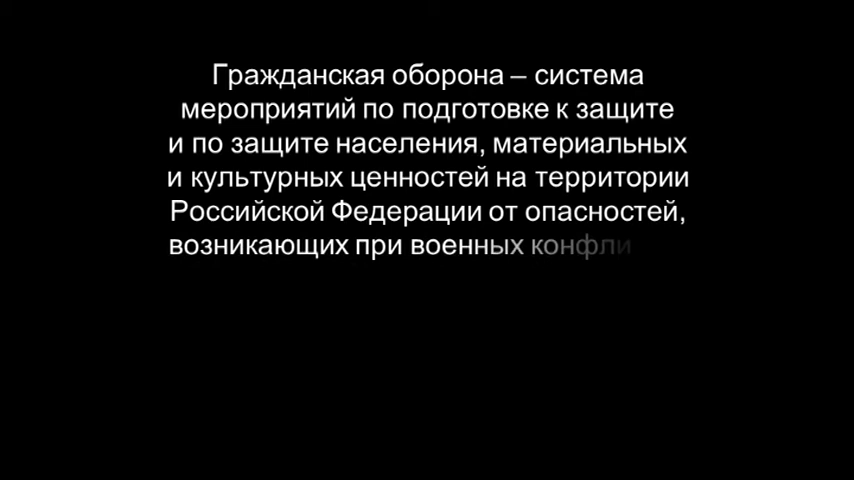 Гражданская оборона – система
мероприятий по подготовке к защите
и по защите населения, материальных
и культурных ценностей на территории
Российской Федерации от опасностей,
возникающих при военных конфли